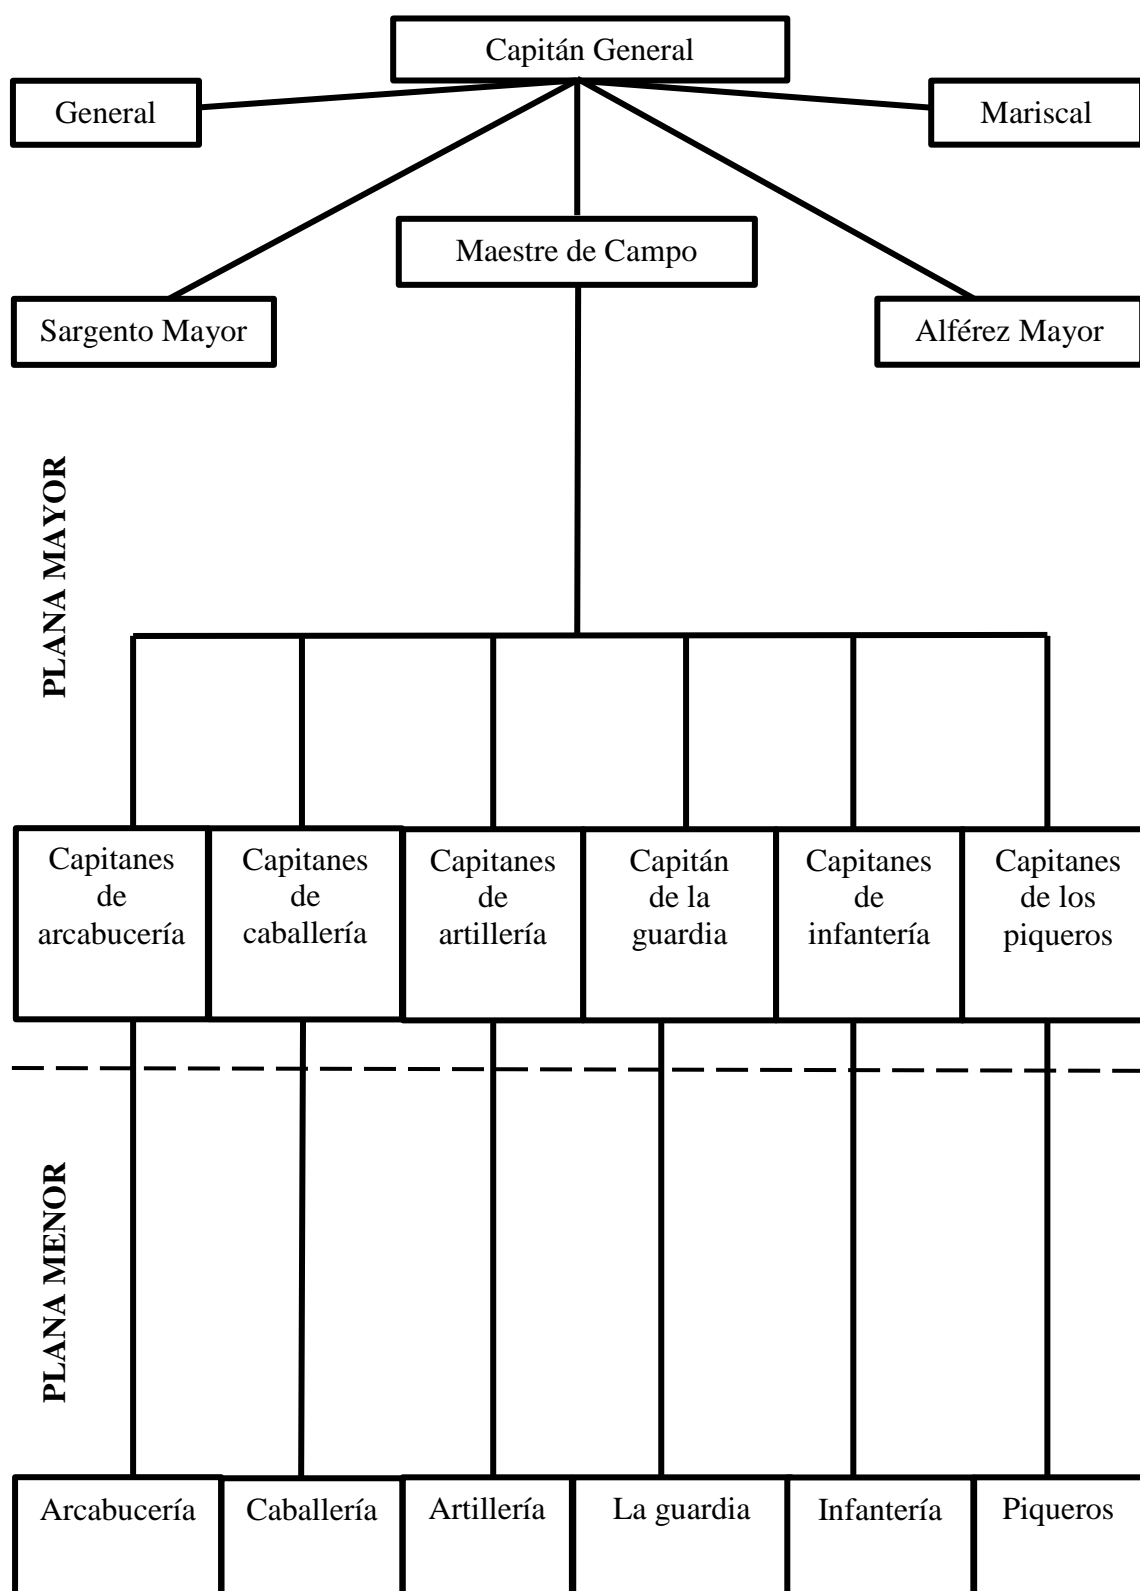 Capitán General
General
Mariscal
Maestre de Campo
Sargento Mayor
Alférez Mayor
PLANA MAYOR
Capitanes
de
arcabucería
Capitanes
de
caballería
Capitanes
de
artillería
Capitán
de la
guardia
Capitanes
de
infantería
Capitanes
de los
piqueros
PLANA MENOR
Arcabucería
Caballería
Artillería
La guardia
Infantería
Piqueros